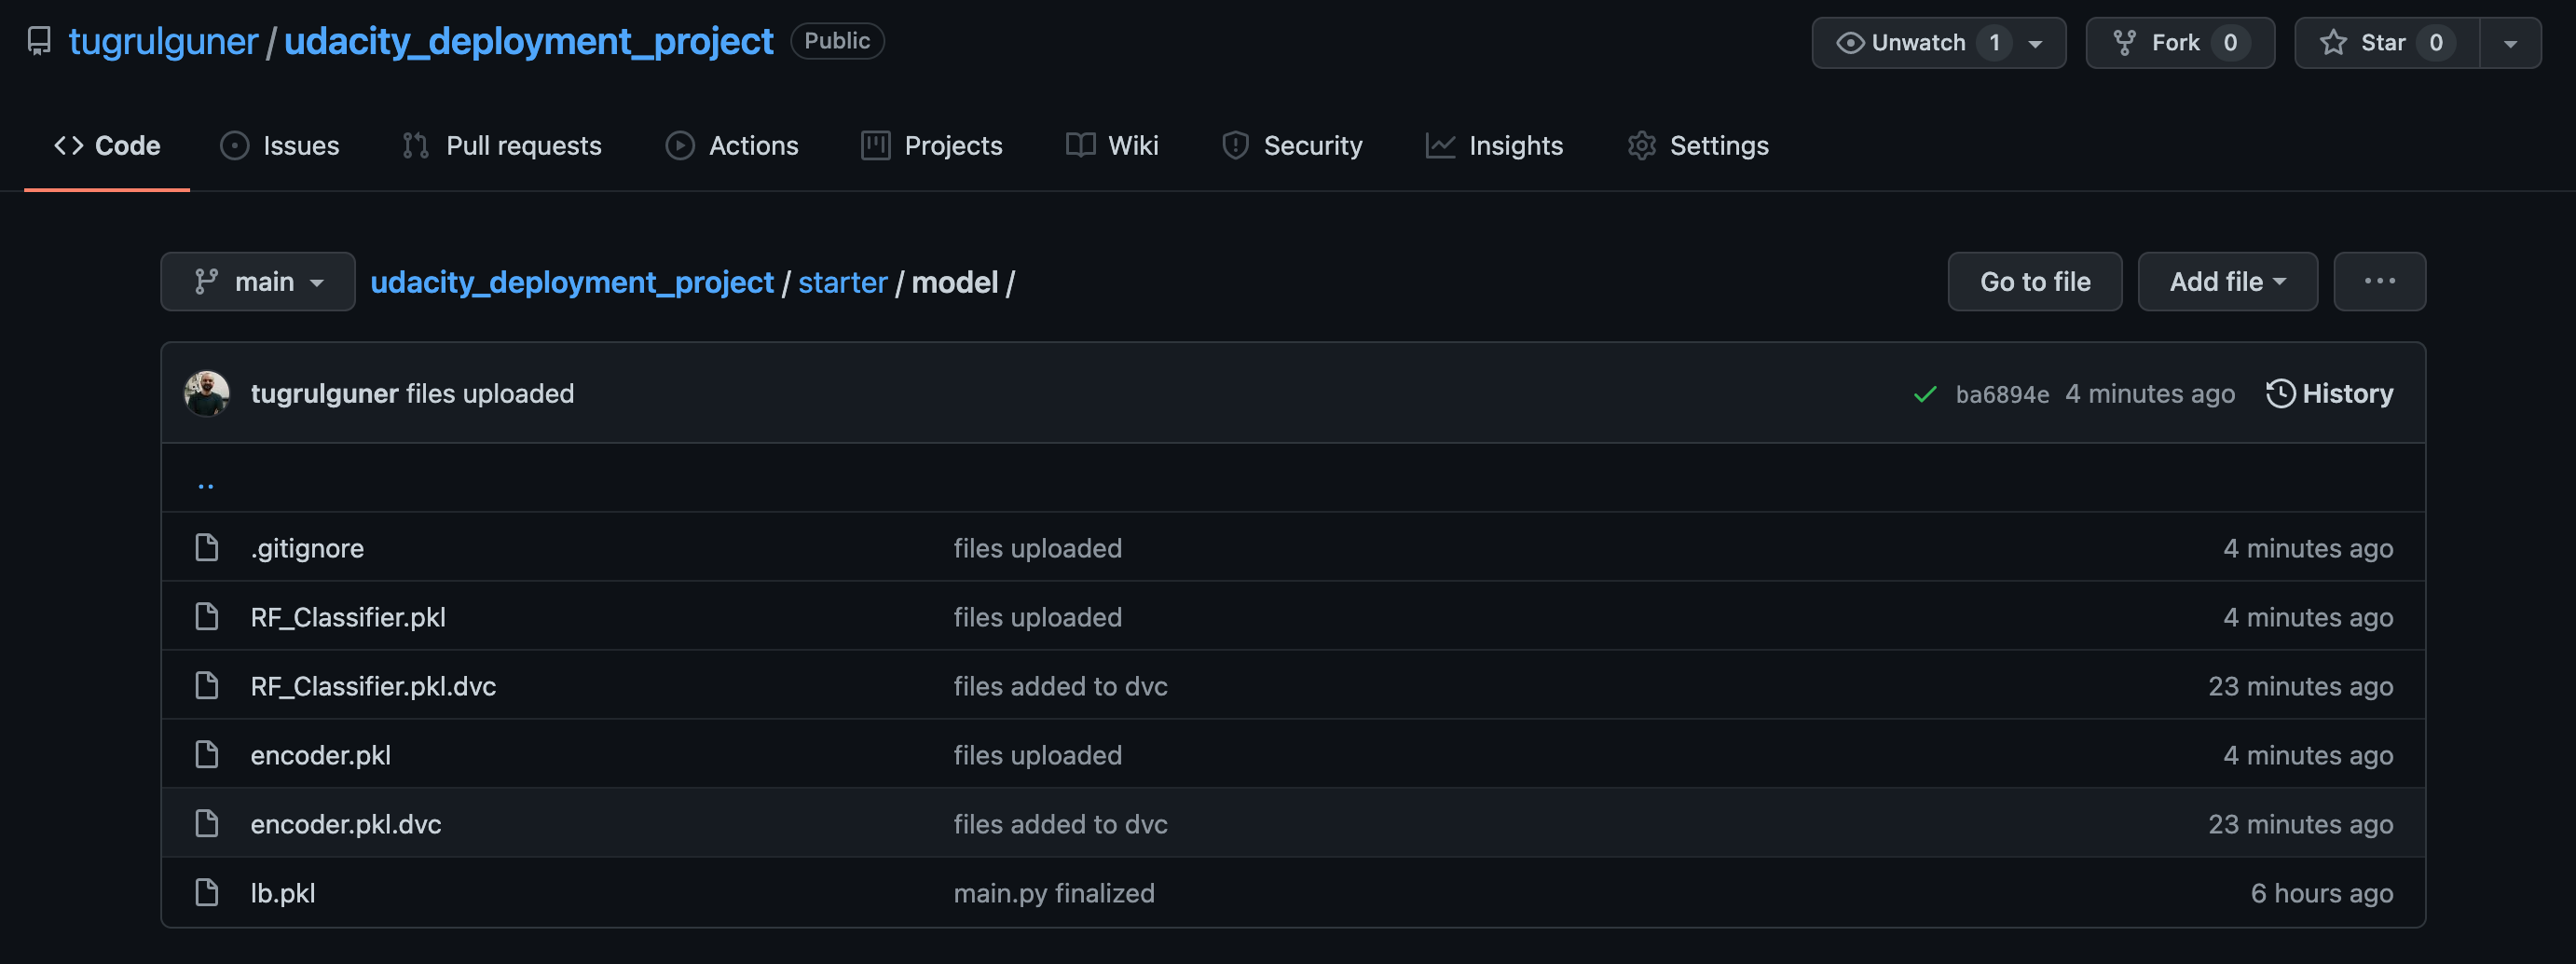 tugrulguner / udacity_deployment_project Public Unwatch 1 Fork 0 Star 0
Code Issues Pull requests Actions Projects Wiki Security Insights Settings
main udacity_deployment_project / starter / model / Go to file Add file ...
tugrulguner files uploaded ba6894e 4 minutes ago History
..
.gitignore files uploaded 4 minutes ago
RF_Classifier.pkl files uploaded 4 minutes ago
RF_Classifier.pkl.dvc files added to dvc 23 minutes ago
encoder.pkl files uploaded 4 minutes ago
encoder.pkl.dvc files added to dvc 23 minutes ago
lb.pkl main.py finalized 6 hours ago